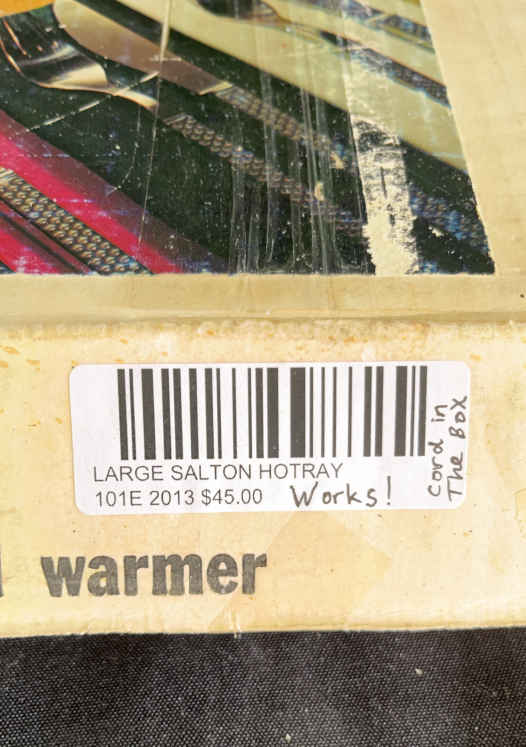 LARGE SALTON HOTRAY
101E 2013 $45.00 Works!
Cord in
The Box
warmer